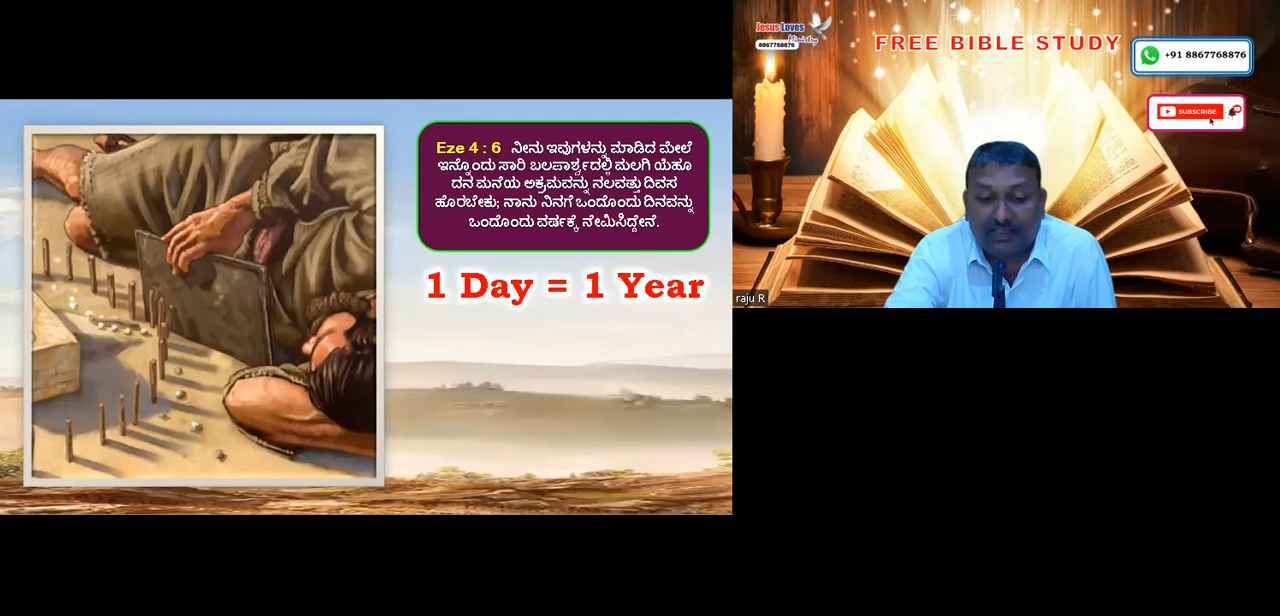 Eze 4 : 6 ನೀನು ಇವುಗಳನ್ನು ಮಾಡಿದ ಮೇಲೆ
ಇನ್ನೊಂದು ಸಾರಿ ಬಲಪಾರ್ಶ್ವದಲ್ಲಿ ಮಲಗಿ ಯೆಹೂ
ದನ ಮನೆಯ ಅಕ್ರಮವನ್ನು ನಲವತ್ತು ದಿವಸ
ಹೊರಬೇಕು; ನಾನು ನಿನಗೆ ಒಂದೊಂದು ದಿನವನ್ನು
ಒಂದೊಂದು ವರ್ಷಕ್ಕೆ ನೇಮಿಸಿದ್ದೇನೆ.
1 Day = 1 Year
Jesus Loves
Ministry
8867768876
FREE BIBLE STUDY
+91 8867768876
SUBSCRIBE
raju R